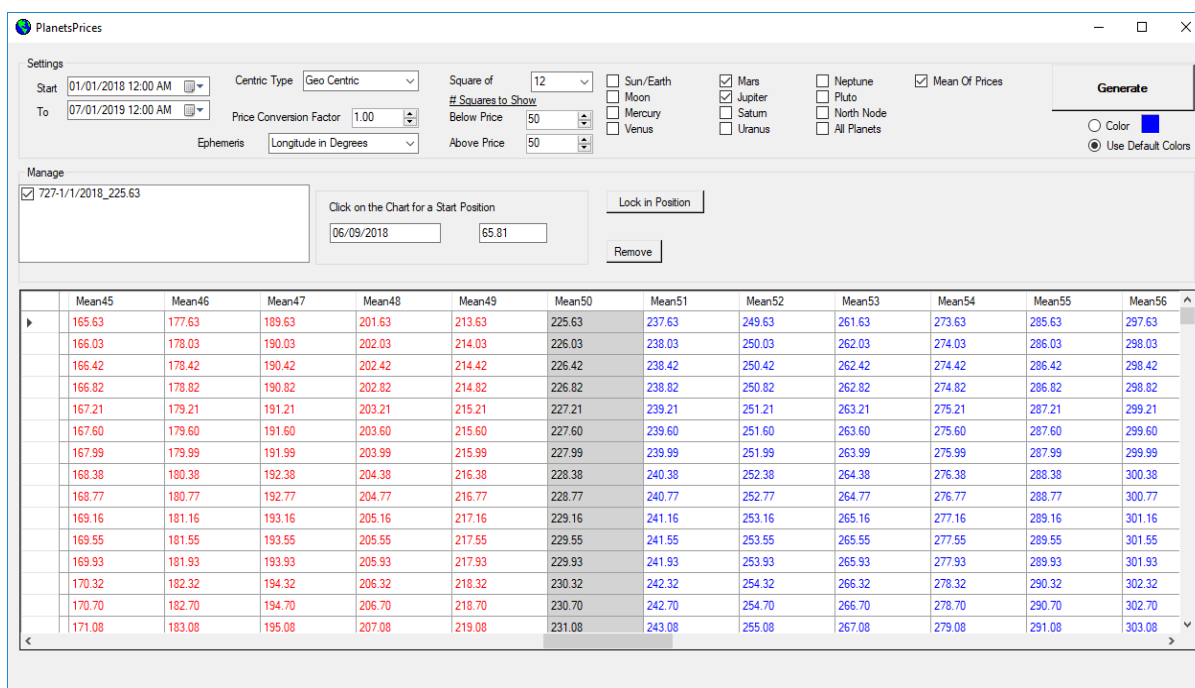 PlanetsPrices
Settings
Start 01/01/2018 12:00 AM Centric Type Geo Centric Square of 12 Sun/Earth Mars Neptune Mean Of Prices Generate
# Squares to Show Moon Jupiter Pluto
To 07/01/2019 12:00 AM Price Conversion Factor 1.00 Below Price 50 Mercury Saturn North Node Color
Venus Uranus All Planets
Ephemeris Longitude in Degrees Above Price 50 Use Default Colors
Manage
727-1/1/2018_225.63
Click on the Chart for a Start Position Lock in Position
06/09/2018 65.81
Remove
Mean45 Mean46 Mean47 Mean48 Mean49 Mean50 Mean51 Mean52 Mean53 Mean54 Mean55 Mean56
165.63 177.63 189.63 201.63 213.63 225.63 237.63 249.63 261.63 273.63 285.63 297.63
166.03 178.03 190.03 202.03 214.03 226.03 238.03 250.03 262.03 274.03 286.03 298.03
166.42 178.42 190.42 202.42 214.42 226.42 238.42 250.42 262.42 274.42 286.42 298.42
166.82 178.82 190.82 202.82 214.82 226.82 238.82 250.82 262.82 274.82 286.82 298.82
167.21 179.21 191.21 203.21 215.21 227.21 239.21 251.21 263.21 275.21 287.21 299.21
167.60 179.60 191.60 203.60 215.60 227.60 239.60 251.60 263.60 275.60 287.60 299.60
167.99 179.99 191.99 203.99 215.99 227.99 239.99 251.99 263.99 275.99 287.99 299.99
168.38 180.38 192.38 204.38 216.38 228.38 240.38 252.38 264.38 276.38 288.38 300.38
168.77 180.77 192.77 204.77 216.77 228.77 240.77 252.77 264.77 276.77 288.77 300.77
169.16 181.16 193.16 205.16 217.16 229.16 241.16 253.16 265.16 277.16 289.16 301.16
169.55 181.55 193.55 205.55 217.55 229.55 241.55 253.55 265.55 277.55 289.55 301.55
169.93 181.93 193.93 205.93 217.93 229.93 241.93 253.93 265.93 277.93 289.93 301.93
170.32 182.32 194.32 206.32 218.32 230.32 242.32 254.32 266.32 278.32 290.32 302.32
170.70 182.70 194.70 206.70 218.70 230.70 242.70 254.70 266.70 278.70 290.70 302.70
171.08 183.08 195.08 207.08 219.08 231.08 243.08 255.08 267.08 279.08 291.08 303.08